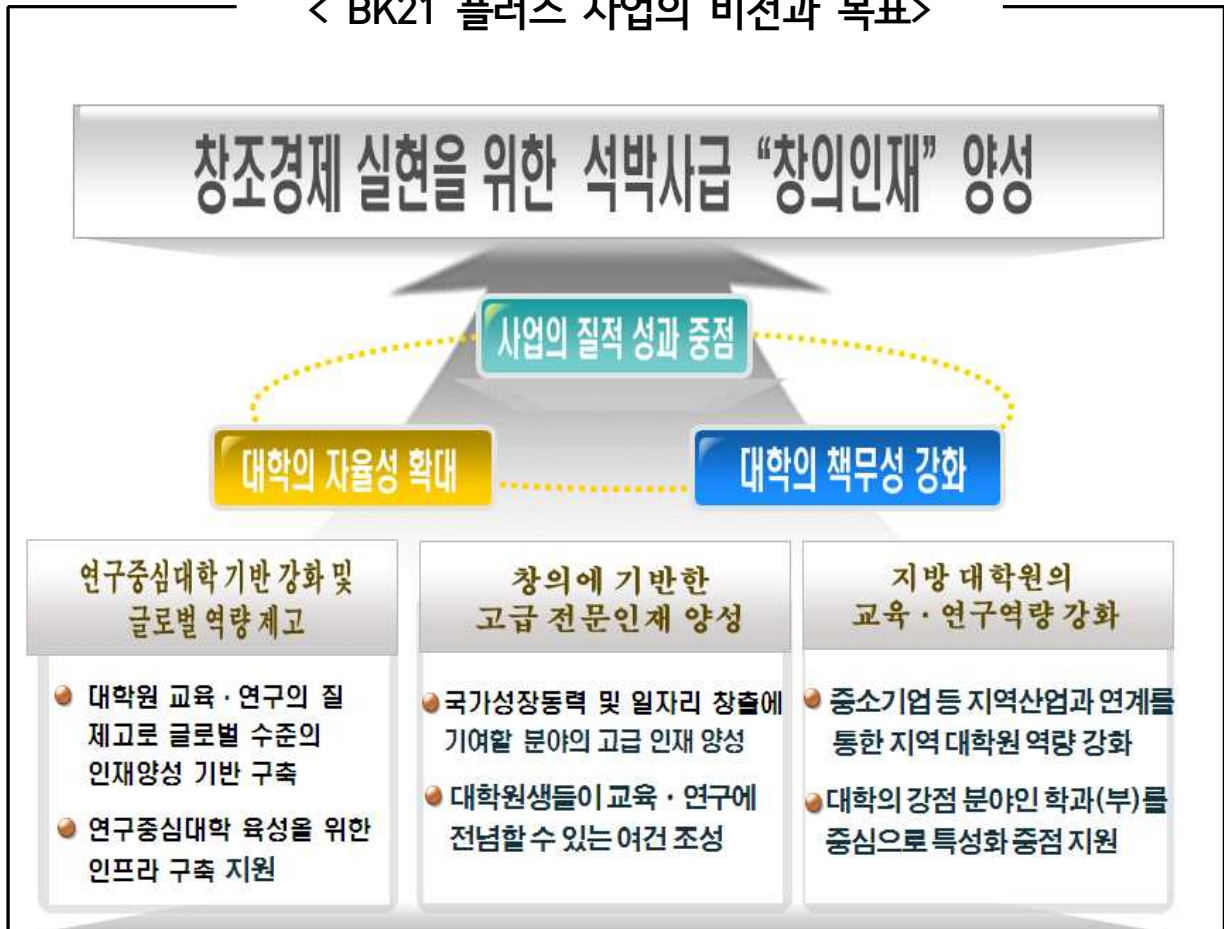 < BK21 플러스 사업의 비전과 목표>
창조경제 실현을 위한 석박사급 “창의인재” 양성
사업의 질적 성과 중점
대학의 자율성 확대
대학의 책무성 강화
연구중심대학 기반 강화 및
글로벌 역량 제고
대학원 교육·연구의 질
제고로 글로벌 수준의
인재양성 기반 구축
연구중심대학 육성을 위한
인프라 구축 지원
창의에 기반한
고급 전문인재 양성
국가성장동력 및 일자리 창출에
기여할 분야의 고급 인재 양성
대학원생들이 교육·연구에
전념할 수 있는 여건 조성
지방 대학원의
교육·연구역량 강화
중소기업 등 지역산업과 연계를
통한 지역 대학원 역량 강화
대학의 강점 분야인 학과(부)를
중심으로 특성화 중점 지원